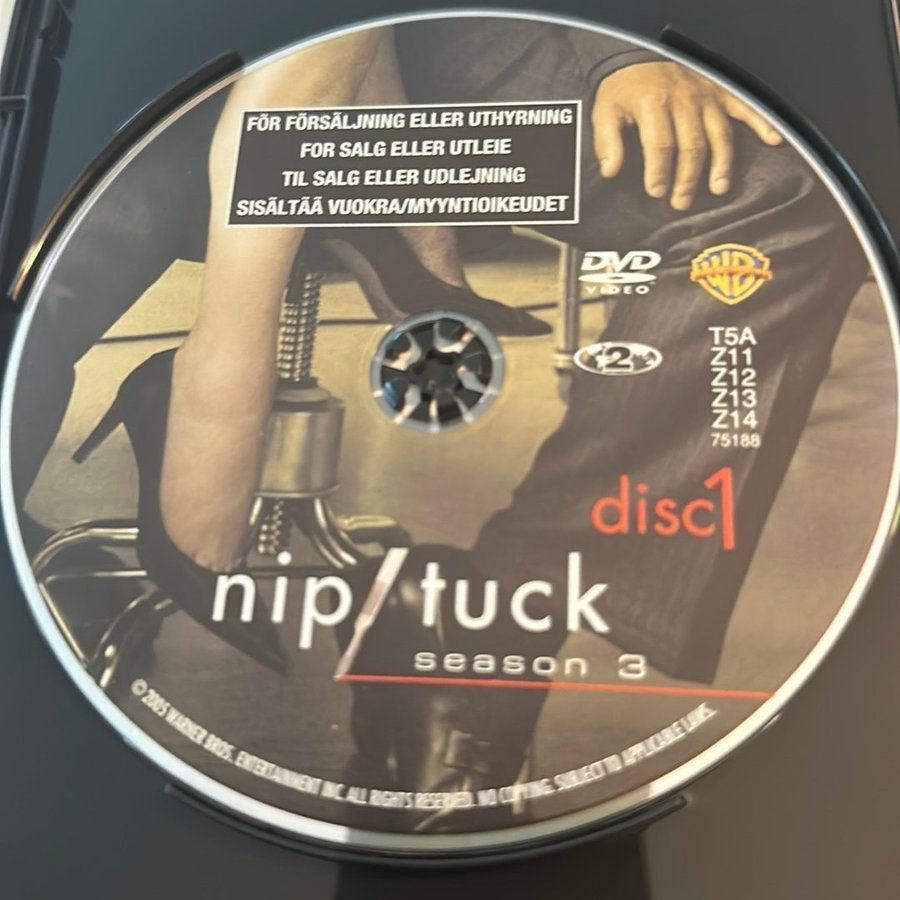 FÖR FÖRSÄLJNING ELLER UTHYRNING
FOR SALG ELLER UTLEIE
TIL SALG ELLER UDLEJNING
SISÄLTÄÄ VUOKRA/MYYNTIOIKEUDET
DVD
VIDEO
WB
2
T5A
Z11
Z12
Z13
Z14
75188
disc1
nip/tuck
season 3
© 2005 WARNER BROS. ENTERTAINMENT INC. ALL RIGHTS RESERVED. NO COPYING. SUBJECT TO APPLICABLE LAWS.